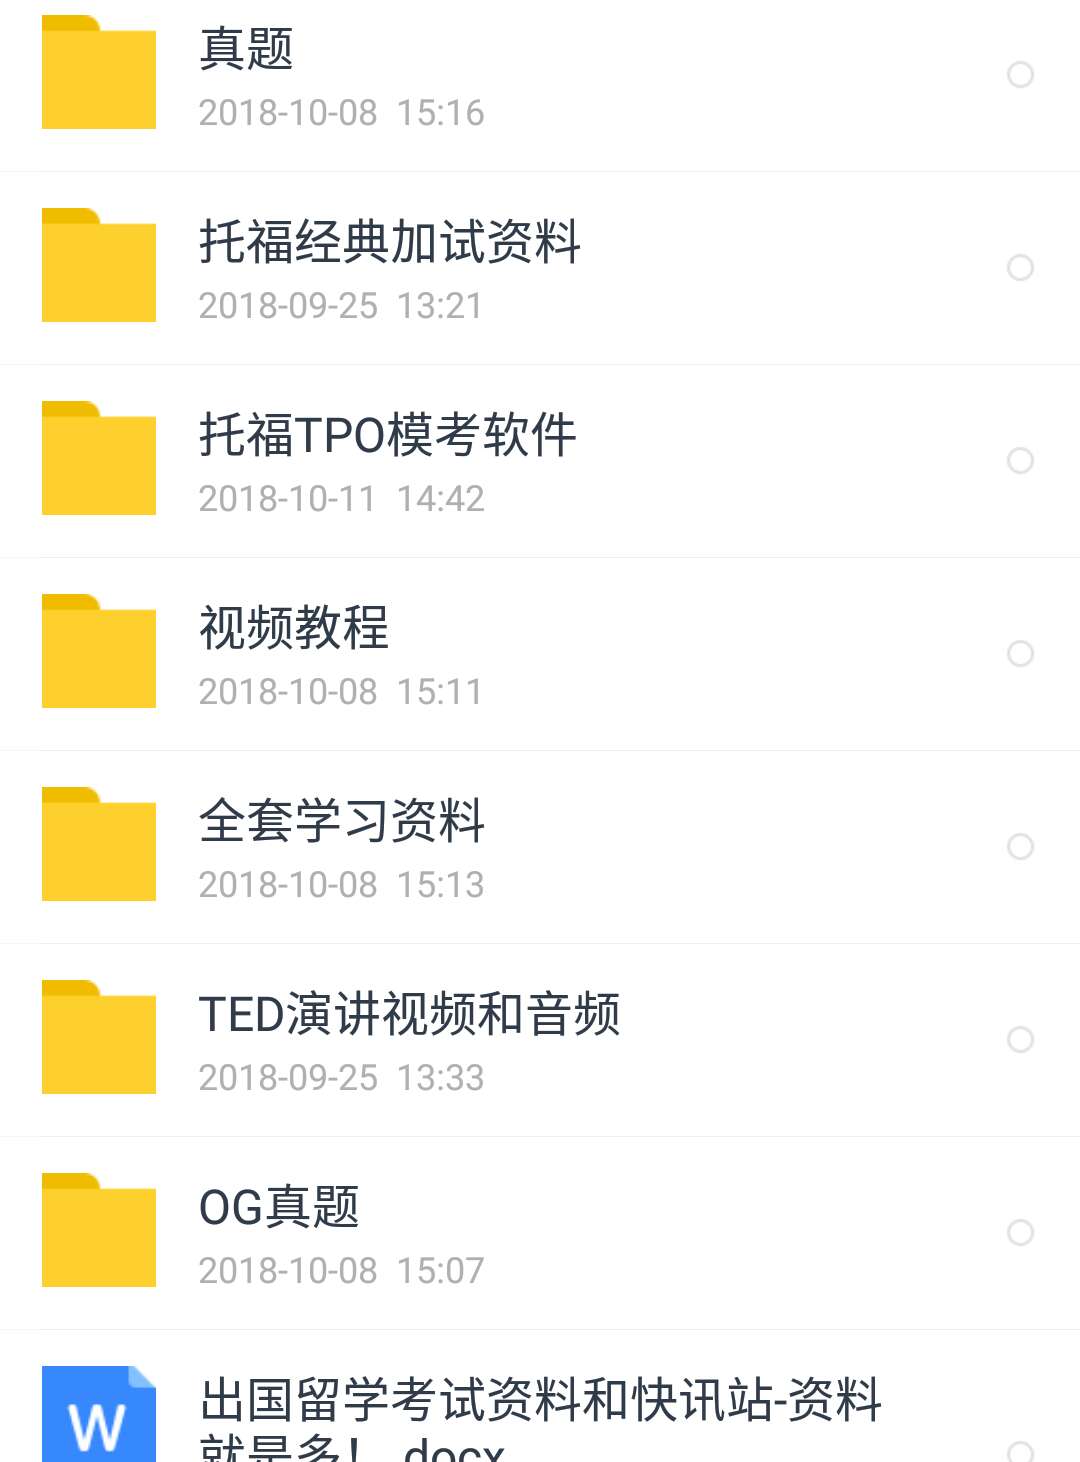 真题
2018-10-08 15:16
托福经典加试资料
2018-09-25 13:21
托福TPO模考软件
2018-10-11 14:42
视频教程
2018-10-08 15:11
全套学习资料
2018-10-08 15:13
TED演讲视频和音频
2018-09-25 13:33
OG真题
2018-10-08 15:07
W
出国留学考试资料和快讯站-资料
就是多！.docx